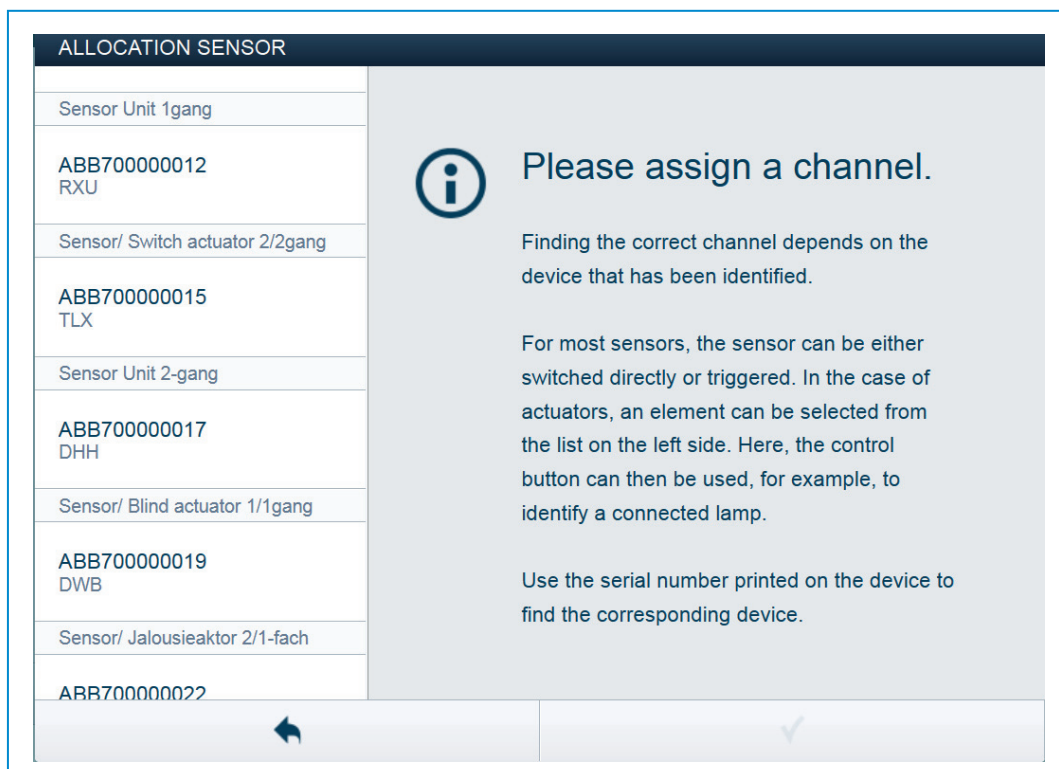 ALLOCATION SENSOR
Sensor Unit 1gang
ABB700000012
RXU
Sensor/ Switch actuator 2/2gang
ABB700000015
TLX
Sensor Unit 2-gang
ABB700000017
DHH
Sensor/ Blind actuator 1/1gang
ABB700000019
DWB
Sensor/ Jalousieaktor 2/1-fach
ABB700000022
Please assign a channel.
Finding the correct channel depends on the
device that has been identified.
For most sensors, the sensor can be either
switched directly or triggered. In the case of
actuators, an element can be selected from
the list on the left side. Here, the control
button can then be used, for example, to
identify a connected lamp.
Use the serial number printed on the device to
find the corresponding device.